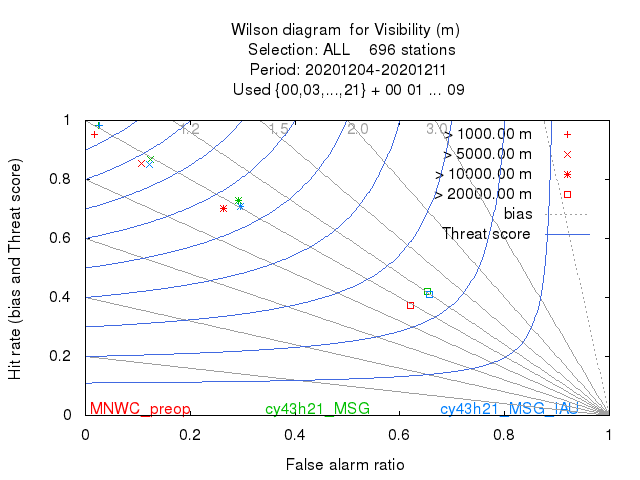 Wilson diagram for Visibility (m)
Selection: ALL 696 stations
Period: 20201204-20201211
Used {00,03,...,21} + 00 01 ... 09
1.2 1.5 2.0 3.0
> 1000.00 m
> 5000.00 m
> 10000.00 m
> 20000.00 m
bias
Threat score
1
0.8
0.6
0.4
0.2
0
Hit rate (bias and Threat score)
MNWC_preop cy43h21_MSG cy43h21_MSG_IAU
0 0.2 0.4 0.6 0.8 1
False alarm ratio